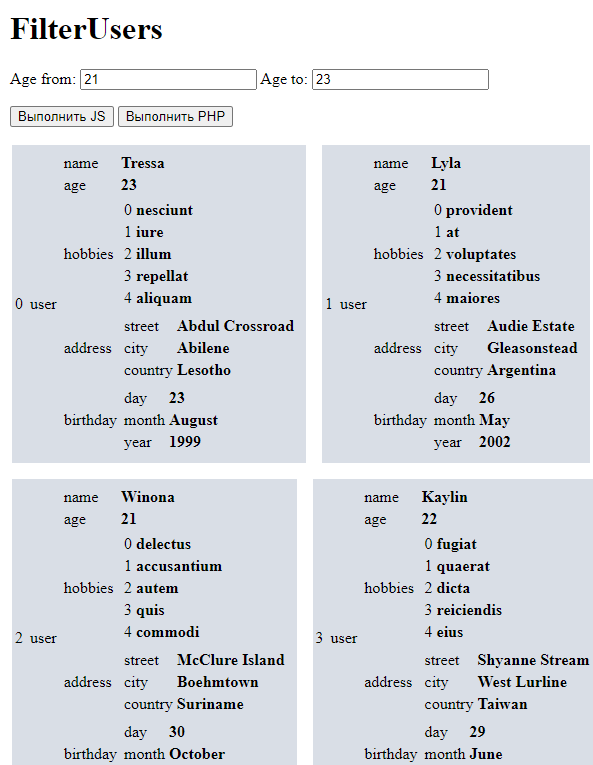 FilterUsers
Age from: 21 Age to: 23
Выполнить JS Выполнить PHP
0 user
name Tressa
age 23
hobbies
0 nesciunt
1 iure
2 illum
3 repellat
4 aliquam
address
street Abdul Crossroad
city Abilene
country Lesotho
birthday
day 23
month August
year 1999
1 user
name Lyla
age 21
hobbies
0 provident
1 at
2 voluptates
3 necessitatibus
4 maiores
address
street Audie Estate
city Gleasonstead
country Argentina
birthday
day 26
month May
year 2002
2 user
name Winona
age 21
hobbies
0 delectus
1 accusantium
2 autem
3 quis
4 commodi
address
street McClure Island
city Boehmtown
country Suriname
birthday
day 30
month October
3 user
name Kaylin
age 22
hobbies
0 fugiat
1 quaerat
2 dicta
3 reiciendis
4 eius
address
street Shyanne Stream
city West Lurline
country Taiwan
birthday
day 29
month June